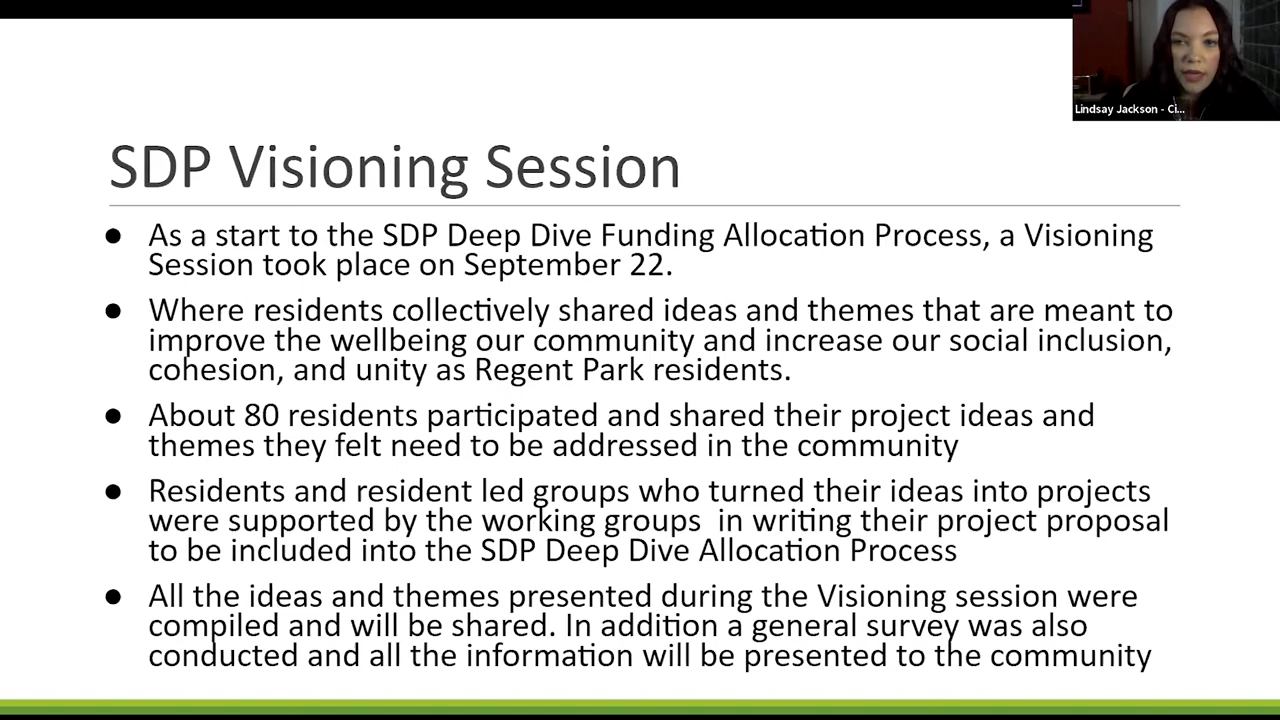 Lindsay Jackson - Ci...
SDP Visioning Session
● As a start to the SDP Deep Dive Funding Allocation Process, a Visioning
Session took place on September 22.
● Where residents collectively shared ideas and themes that are meant to
improve the wellbeing our community and increase our social inclusion,
cohesion, and unity as Regent Park residents.
● About 80 residents participated and shared their project ideas and
themes they felt need to be addressed in the community
● Residents and resident led groups who turned their ideas into projects
were supported by the working groups  in writing their project proposal
to be included into the SDP Deep Dive Allocation Process
● All the ideas and themes presented during the Visioning session were
compiled and will be shared. In addition a general survey was also
conducted and all the information will be presented to the community